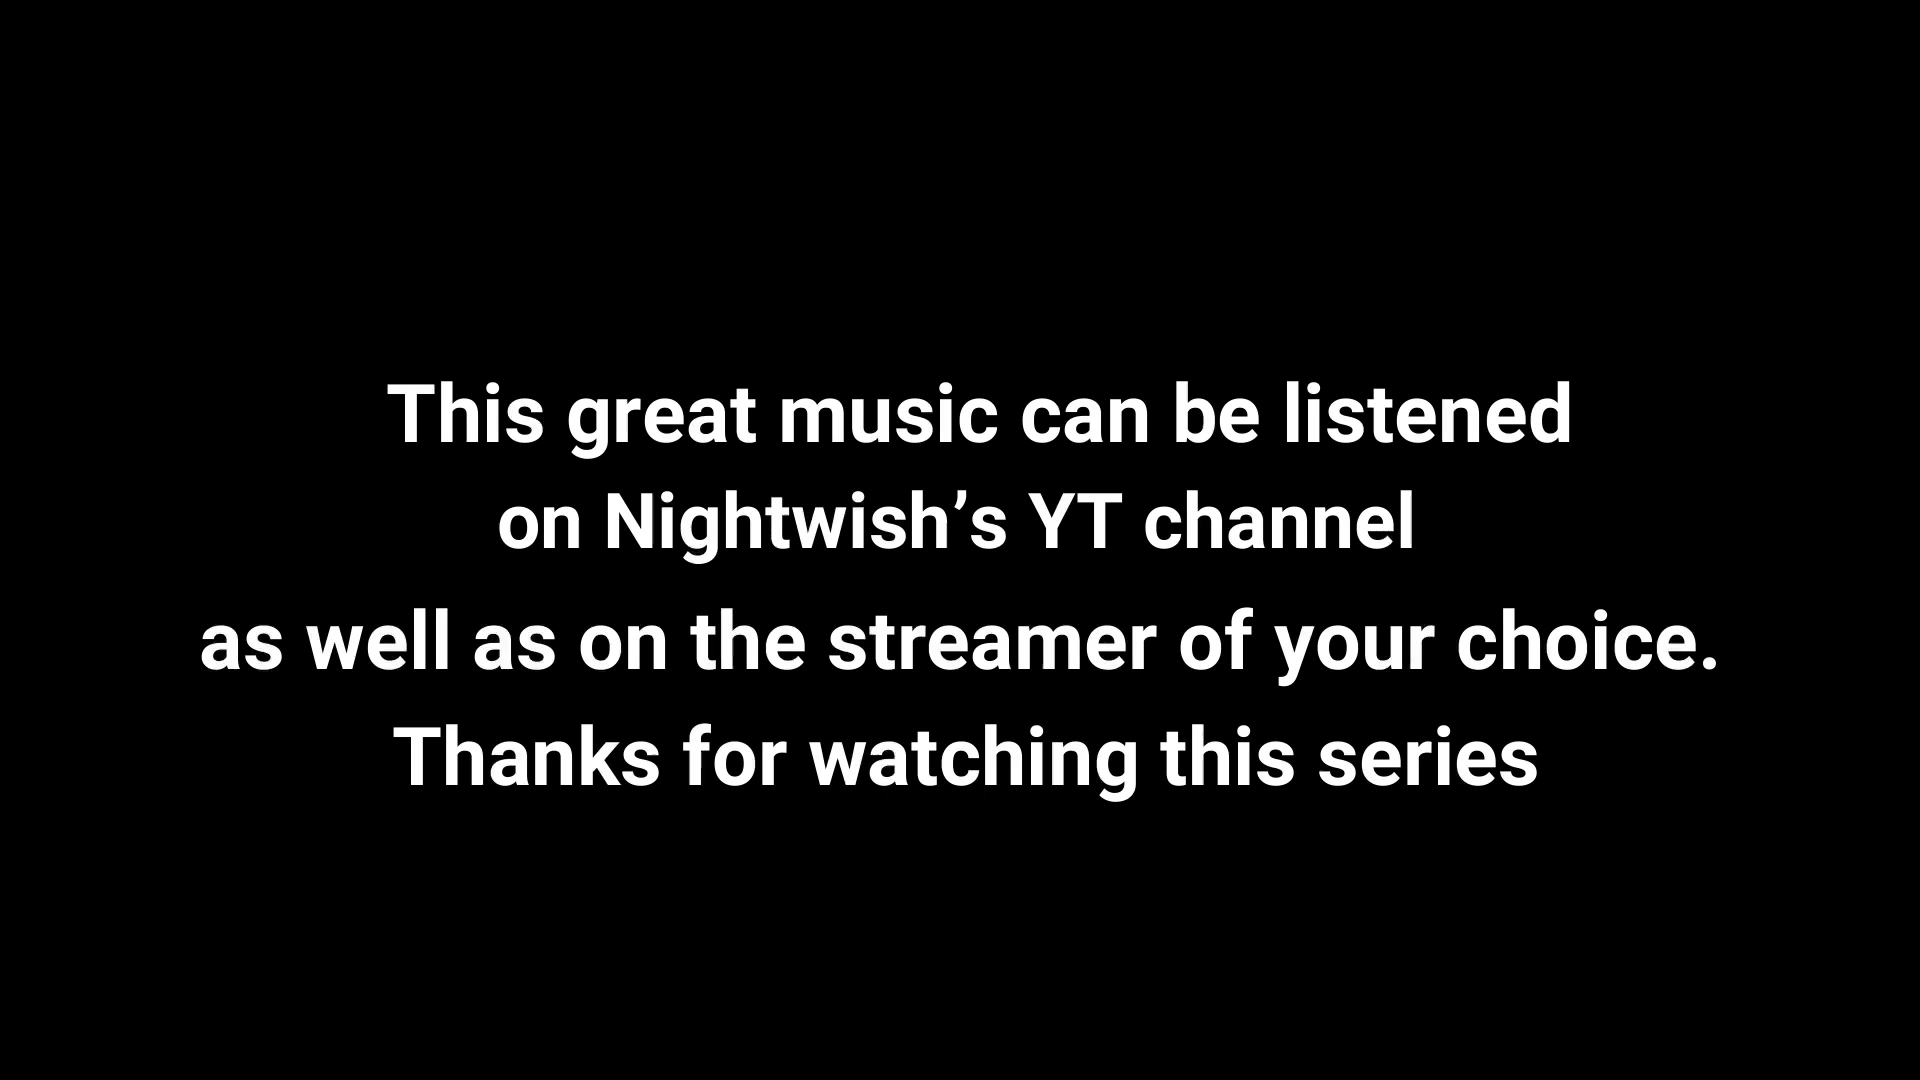 This great music can be listened
on Nightwish’s YT channel
as well as on the streamer of your choice.
Thanks for watching this series